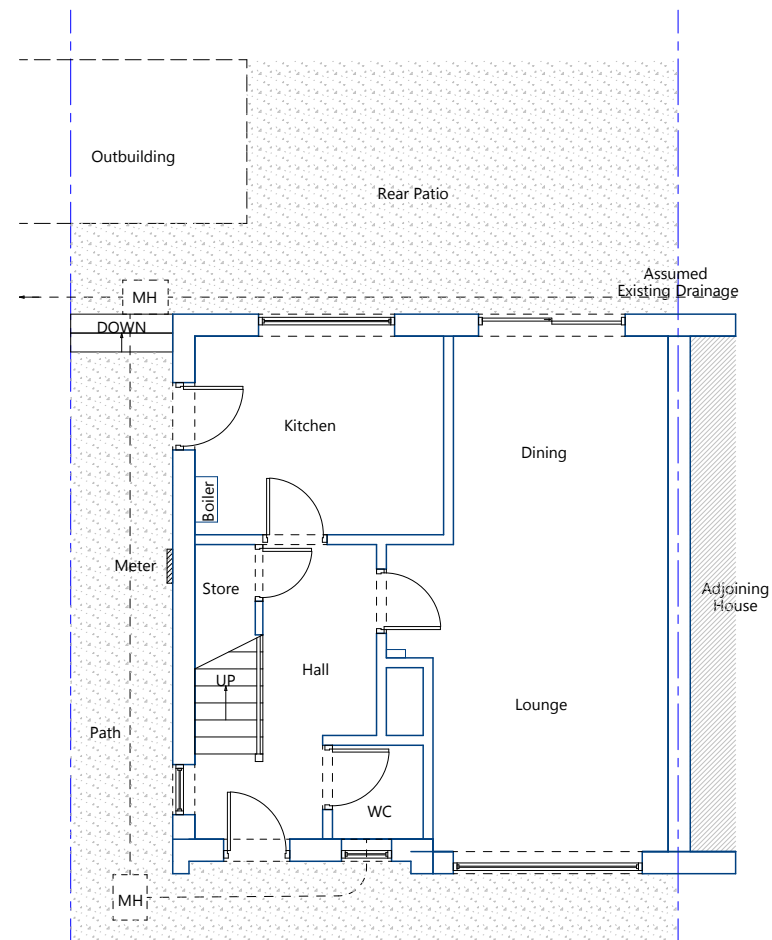 Outbuilding
Rear Patio
Assumed
Existing Drainage
MH
DOWN
Kitchen
Dining
Boiler
Meter
Store
Adjoining
House
Hall
UP
Lounge
Path
WC
MH